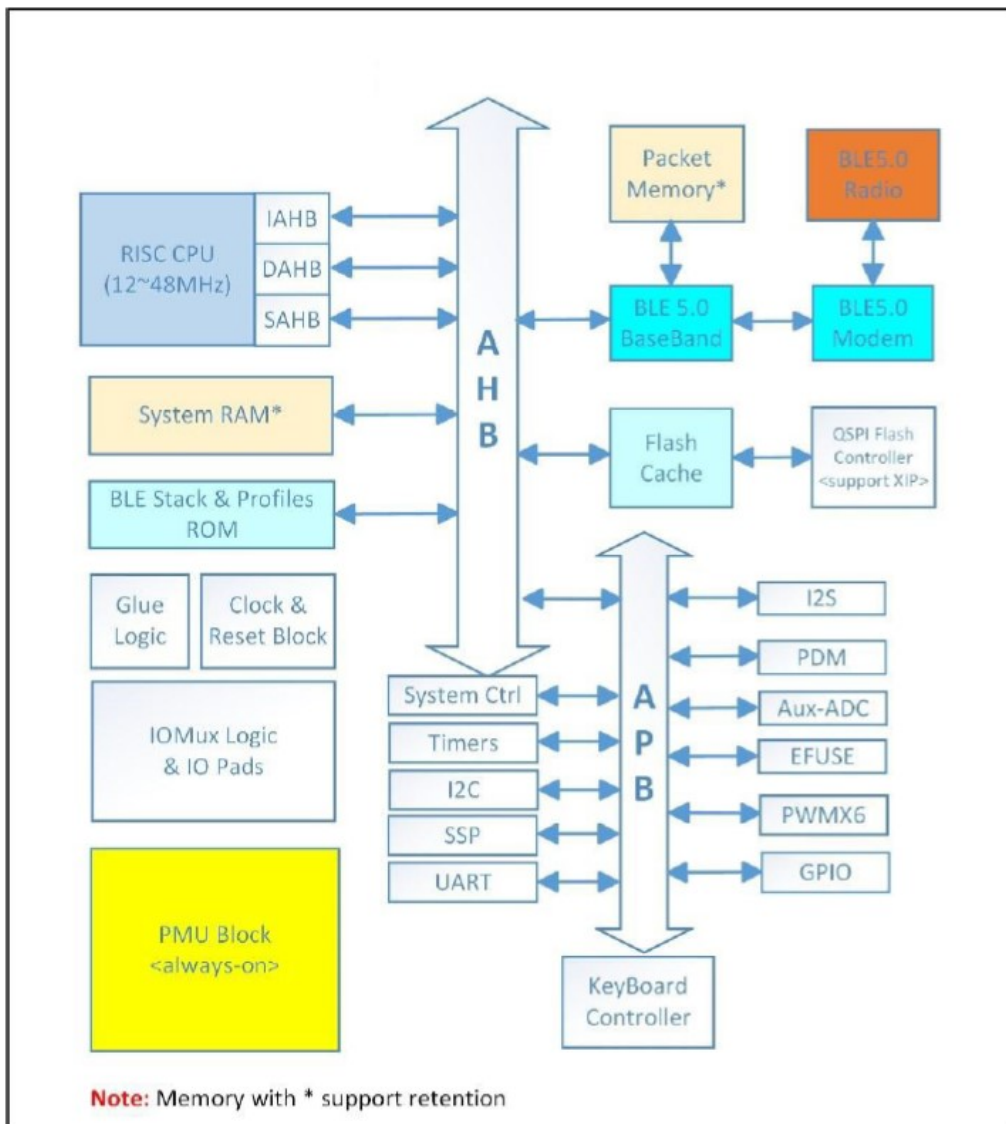 RISC CPU
(12~48MHz)
IAHB
DAHB
SAHB
System RAM*
BLE Stack & Profiles
ROM
Glue
Logic
Clock &
Reset Block
IOMux Logic
& IO Pads
PMU Block
<always-on>
A
H
B
Packet
Memory*
BLE5.0
Radio
BLE 5.0
BaseBand
BLE5.0
Modem
Flash
Cache
QSPI Flash
Controller
<support XIP>
System Ctrl
Timers
I2C
SSP
UART
A
P
B
I2S
PDM
Aux-ADC
EFUSE
PWMX6
GPIO
KeyBoard
Controller
Note: Memory with * support retention